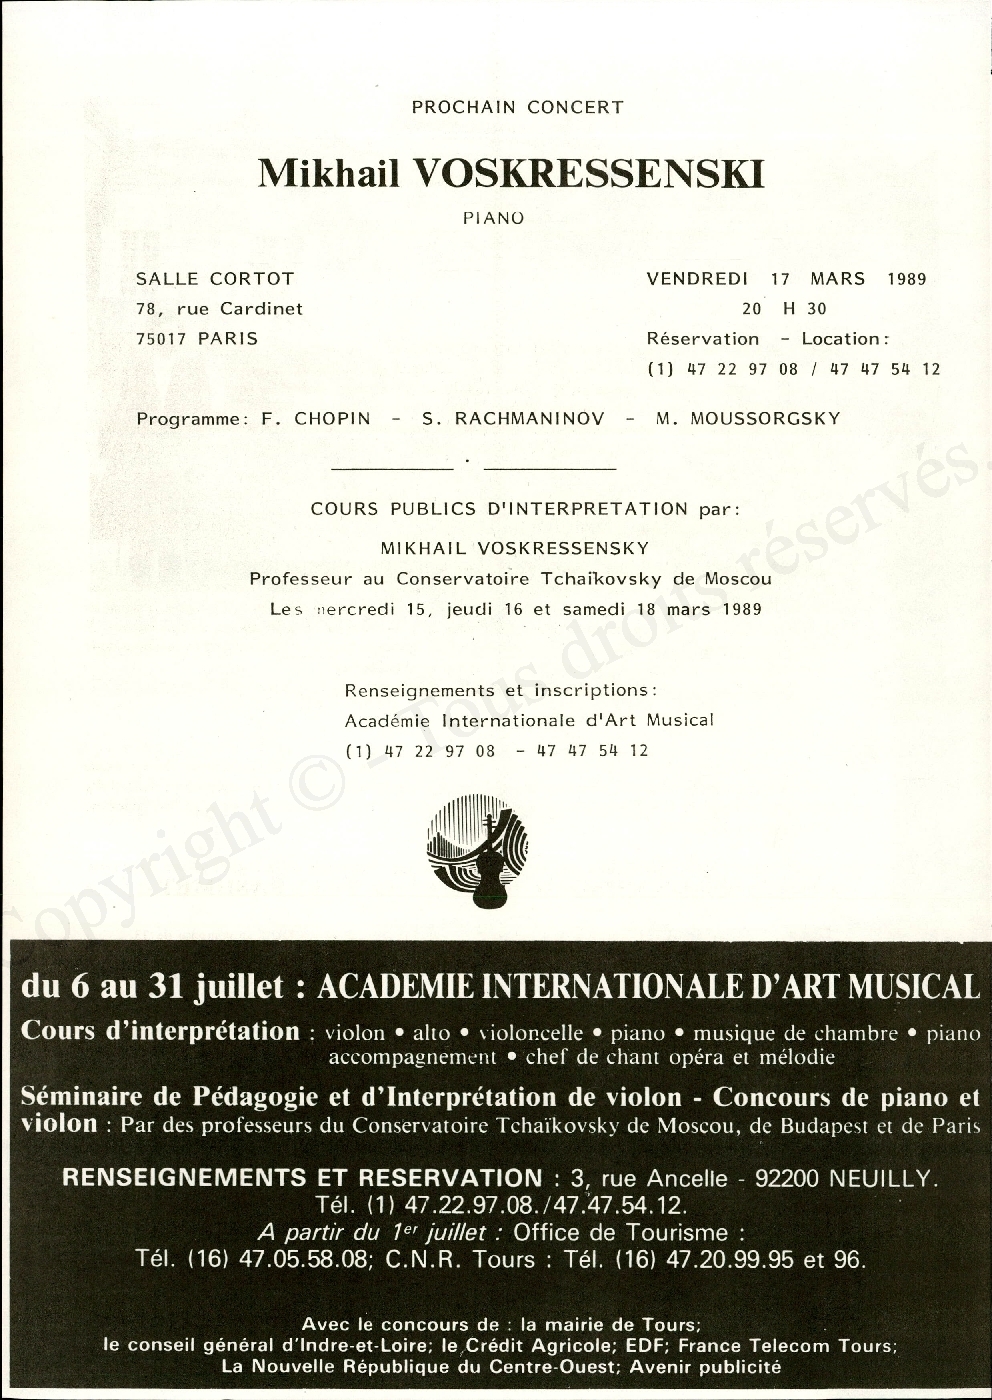 PROCHAIN CONCERT
Mikhail VOSKRESSENSKI
PIANO
SALLE CORTOT
78, rue Cardinet
75017 PARIS
VENDREDI 17 MARS 1989
20 H 30
Réservation - Location:
(1) 47 22 97 08 / 47 47 54 12
Programme: F. CHOPIN - S. RACHMANINOV - M. MOUSSORGSKY
COURS PUBLICS D'INTERPRETATION par:
MIKHAIL VOSKRESSENSKY
Professeur au Conservatoire Tchaïkovsky de Moscou
Les mercredi 15, jeudi 16 et samedi 18 mars 1989
Renseignements et inscriptions:
Académie Internationale d'Art Musical
(1) 47 22 97 08 - 47 47 54 12
Copyright © - Tous droits réservés.
du 6 au 31 juillet : ACADEMIE INTERNATIONALE D'ART MUSICAL
Cours d'interprétation : violon • alto • violoncelle • piano • musique de chambre • piano
accompagnement • chef de chant opéra et mélodie
Séminaire de Pédagogie et d'Interprétation de violon - Concours de piano et
violon : Par des professeurs du Conservatoire Tchaïkovsky de Moscou, de Budapest et de Paris
RENSEIGNEMENTS ET RESERVATION : 3, rue Ancelle - 92200 NEUILLY.
Tél. (1) 47.22.97.08./47.47.54.12.
A partir du 1er juillet : Office de Tourisme :
Tél. (16) 47.05.58.08; C.N.R. Tours : Tél. (16) 47.20.99.95 et 96.
Avec le concours de : la mairie de Tours;
le conseil général d'Indre-et-Loire; le Crédit Agricole; EDF; France Telecom Tours;
La Nouvelle République du Centre-Ouest; Avenir publicité